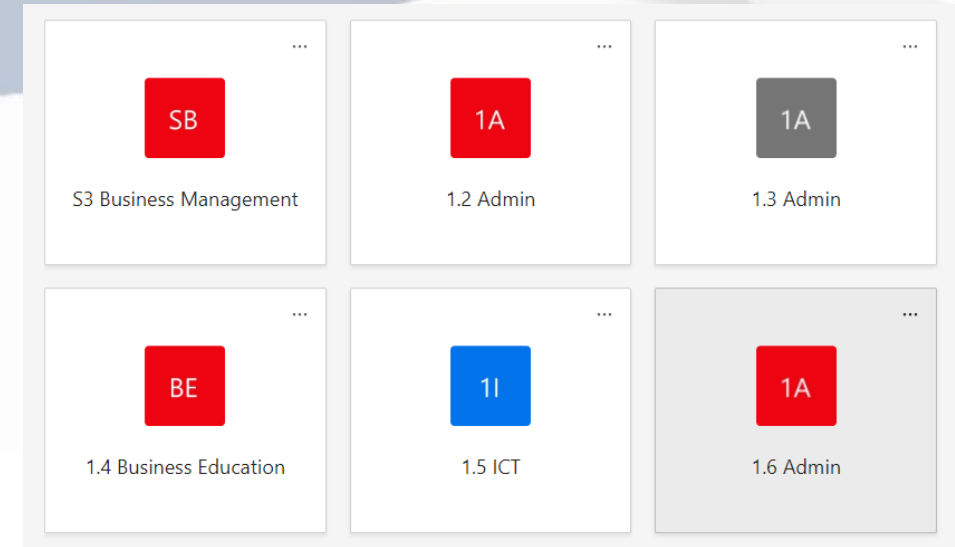 ...
SB
S3 Business Management
...
1A
1.2 Admin
...
1A
1.3 Admin
...
BE
1.4 Business Education
...
1I
1.5 ICT
...
1A
1.6 Admin